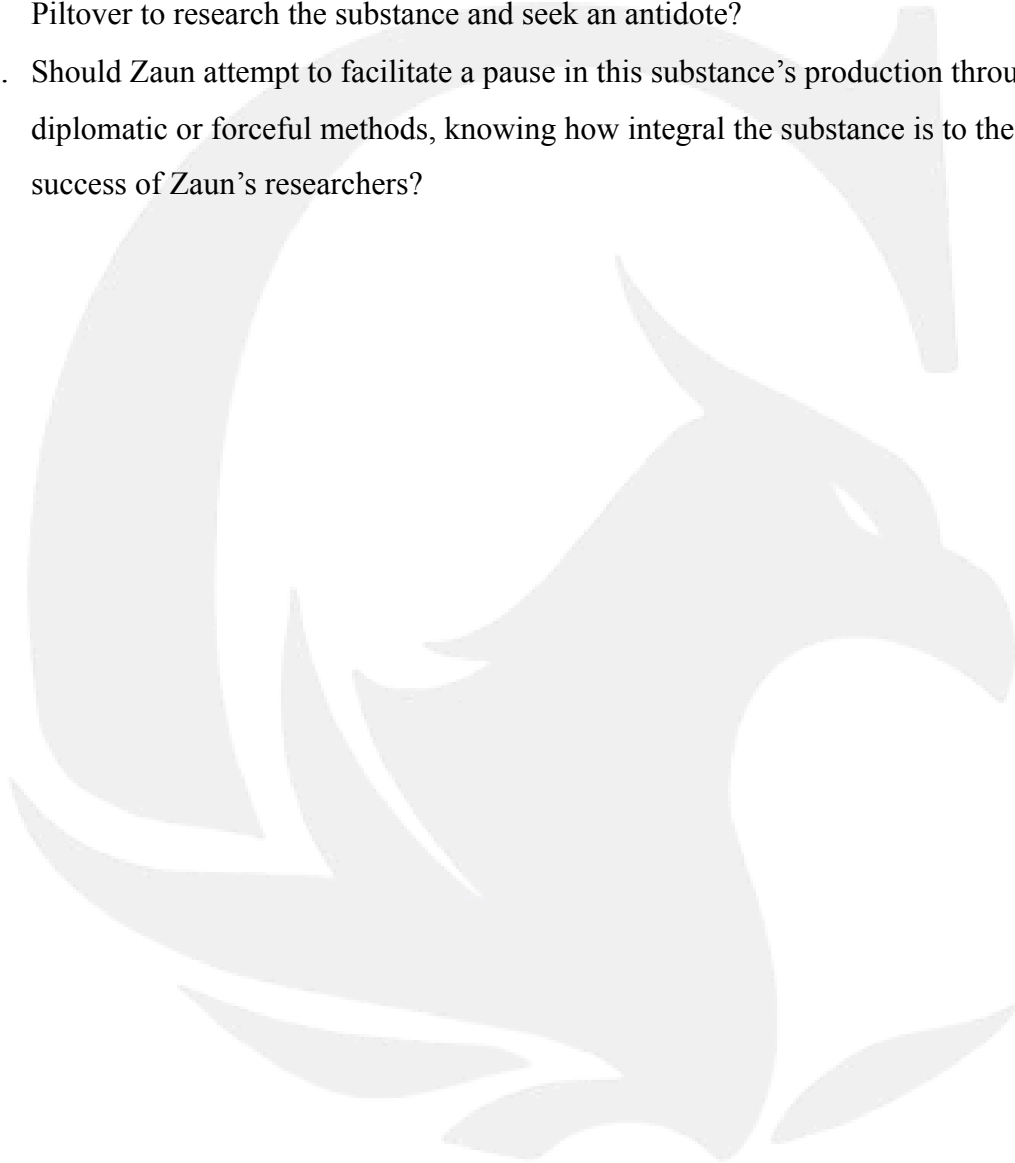 Piltover to research the substance and seek an antidote?
. Should Zaun attempt to facilitate a pause in this substance’s production throu
diplomatic or forceful methods, knowing how integral the substance is to the
success of Zaun’s researchers?